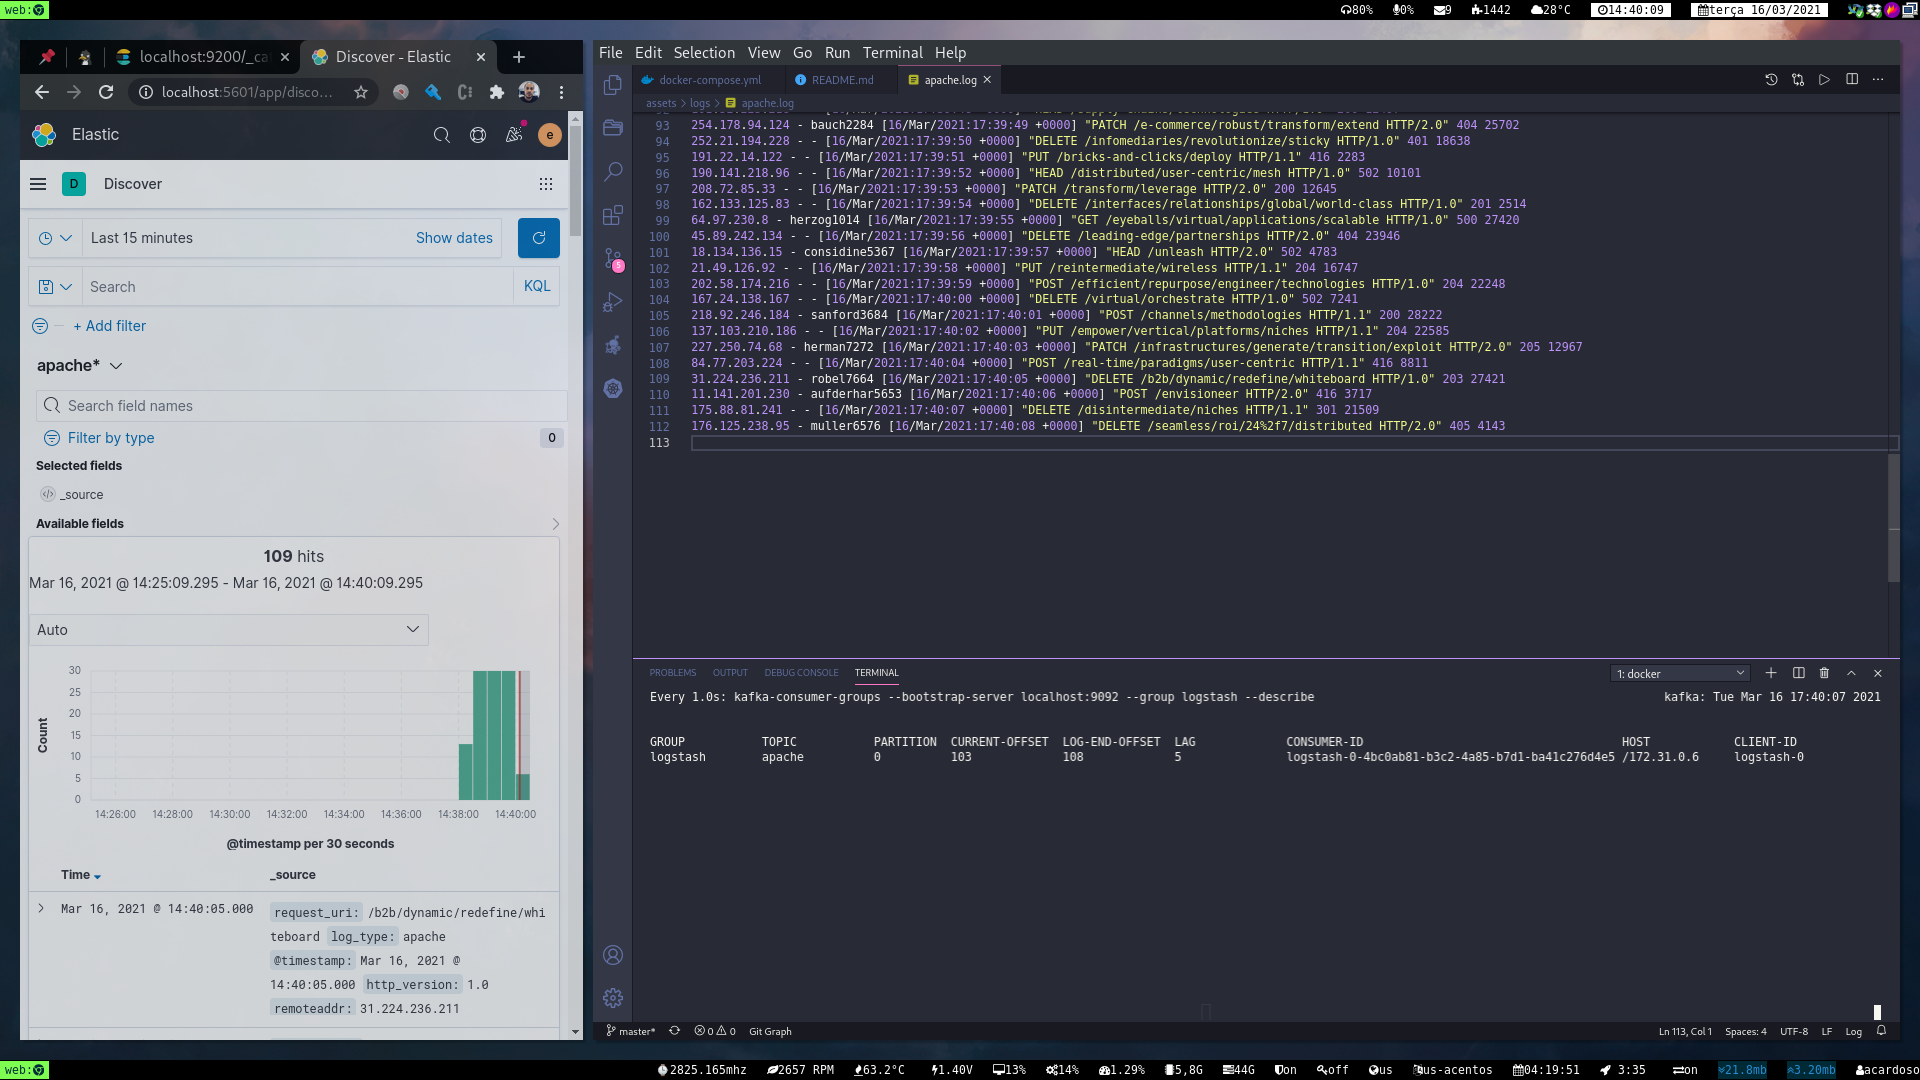 web:
80% 0% 9 1442 28°C 14:40:09 terça 16/03/2021
localhost:9200/_ca
Discover - Elastic
localhost:5601/app/disco...
Elastic
e
D Discover
Last 15 minutes Show dates
Search KQL
+ Add filter
apache*
Search field names
Filter by type 0
Selected fields
_source
Available fields
109 hits
Mar 16, 2021 @ 14:25:09.295 - Mar 16, 2021 @ 14:40:09.295
Auto
30
25
20
15
10
5
0
Count
14:26:00 14:28:00 14:30:00 14:32:00 14:34:00 14:36:00 14:38:00 14:40:00
@timestamp per 30 seconds
Time _source
Mar 16, 2021 @ 14:40:05.000 request_uri: /b2b/dynamic/redefine/whi
teboard log_type: apache
@timestamp: Mar 16, 2021 @
14:40:05.000 http_version: 1.0
remoteaddr: 31.224.236.211
File Edit Selection View Go Run Terminal Help
docker-compose.yml README.md apache.log
assets > logs > apache.log
5
93 254.178.94.124 - bauch2284 [16/Mar/2021:17:39:49 +0000] "PATCH /e-commerce/robust/transform/extend HTTP/2.0" 404 25702
94 252.21.194.228 - - [16/Mar/2021:17:39:50 +0000] "DELETE /infomediaries/revolutionize/sticky HTTP/1.0" 401 18638
95 191.22.14.122 - - [16/Mar/2021:17:39:51 +0000] "PUT /bricks-and-clicks/deploy HTTP/1.1" 416 2283
96 190.141.218.96 - - [16/Mar/2021:17:39:52 +0000] "HEAD /distributed/user-centric/mesh HTTP/1.1" 502 10101
97 208.72.85.33 - - [16/Mar/2021:17:39:53 +0000] "PATCH /transform/leverage HTTP/2.0" 200 12645
98 162.133.125.83 - - [16/Mar/2021:17:39:54 +0000] "DELETE /interfaces/relationships/global/world-class HTTP/1.0" 201 2514
99 64.97.230.8 - herzog1014 [16/Mar/2021:17:39:55 +0000] "GET /eyeballs/virtual/applications/scalable HTTP/1.0" 500 27420
100 45.89.242.134 - - [16/Mar/2021:17:39:56 +0000] "DELETE /leading-edge/partnerships HTTP/2.0" 404 23946
101 18.134.136.15 - considine5367 [16/Mar/2021:17:39:57 +0000] "HEAD /unleash HTTP/2.0" 502 4783
102 21.49.126.92 - - [16/Mar/2021:17:39:58 +0000] "PUT /reintermediate/wireless HTTP/1.1" 204 16747
103 202.58.174.216 - - [16/Mar/2021:17:39:59 +0000] "POST /efficient/repurpose/engineer/technologies HTTP/1.0" 204 22248
104 167.24.138.167 - - [16/Mar/2021:17:40:00 +0000] "DELETE /virtual/orchestrate HTTP/1.0" 502 7241
105 218.92.246.184 - sanford3684 [16/Mar/2021:17:40:01 +0000] "POST /channels/methodologies HTTP/1.1" 200 28222
106 137.103.210.186 - - [16/Mar/2021:17:40:02 +0000] "PUT /empower/vertical/platforms/niches HTTP/1.1" 204 22585
107 227.250.74.68 - herman7272 [16/Mar/2021:17:40:03 +0000] "PATCH /infrastructures/generate/transition/exploit HTTP/2.0" 205 12967
108 84.77.203.224 - - [16/Mar/2021:17:40:04 +0000] "POST /real-time/paradigms/user-centric HTTP/1.1" 416 8811
109 31.224.236.211 - robel7664 [16/Mar/2021:17:40:05 +0000] "DELETE /b2b/dynamic/redefine/whiteboard HTTP/1.0" 203 27421
110 11.141.201.230 - aufderhar5653 [16/Mar/2021:17:40:06 +0000] "POST /envisioneer HTTP/2.0" 416 3717
111 175.88.81.241 - - [16/Mar/2021:17:40:07 +0000] "DELETE /disintermediate/niches HTTP/1.1" 301 21509
112 176.125.238.95 - muller6576 [16/Mar/2021:17:40:08 +0000] "DELETE /seamless/roi/24%2f7/distributed HTTP/2.0" 405 4143
113
PROBLEMS OUTPUT DEBUG CONSOLE TERMINAL 1: docker
Every 1.0s: kafka-consumer-groups --bootstrap-server localhost:9092 --group logstash --describe kafka: Tue Mar 16 17:40:07 2021
GROUP TOPIC PARTITION CURRENT-OFFSET LOG-END-OFFSET LAG CONSUMER-ID HOST CLIENT-ID
logstash apache 0 103 108 5 logstash-0-4bc0ab81-b3c2-4a85-b7d1-ba41c276d4e5 /172.31.0.6 logstash-0
master* 0 0 Git Graph Ln 113, Col 1 Spaces: 4 UTF-8 LF Log
web: 2825.165mhz 2657 RPM 63.2°C 1.40V 13% 14% 1.29% 5,8G 44G on off us us-acentos 04:19:51 3:35 on 21.8mb 3.20mb acardoso